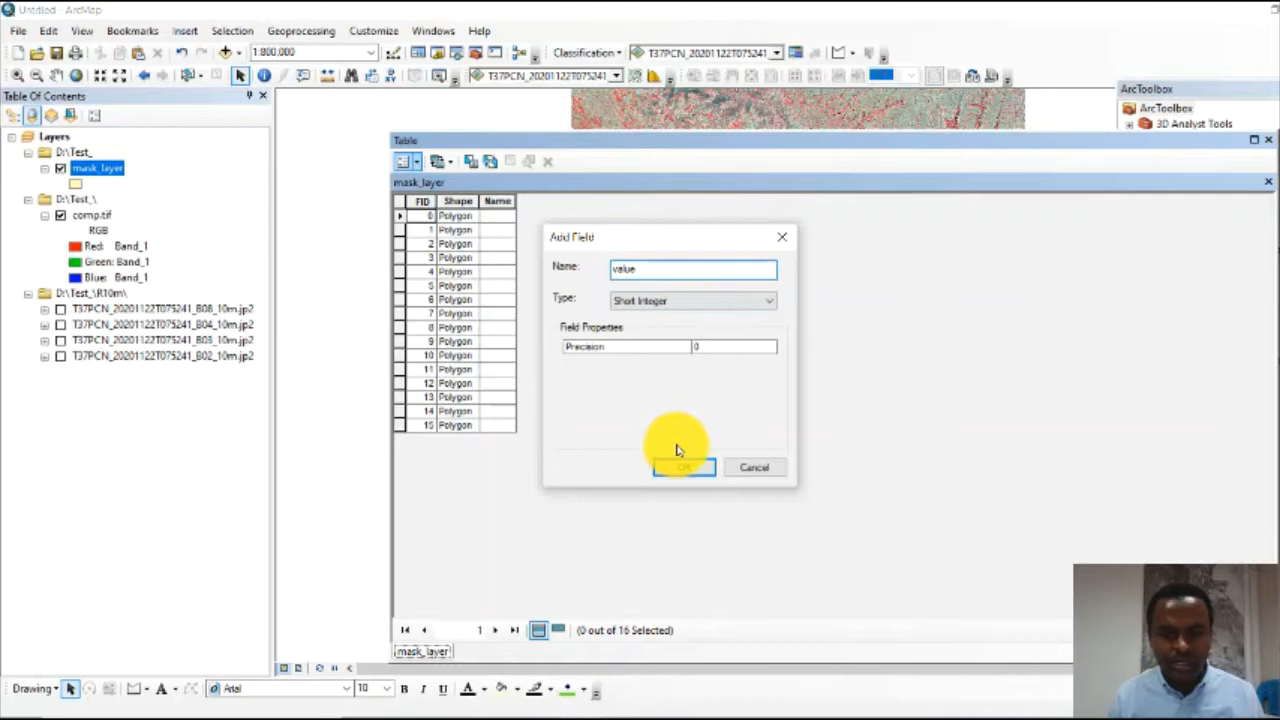 Untitled - ArcMap
File Edit View Bookmarks Insert Selection Geoprocessing Customize Windows Help
1:800,000
Classification
T37PCN_20201122T075241_
T37PCN_20201122T075241_
Table Of Contents
Layers
D:\Test_
mask_layer
D:\Test_\
comp.tif
RGB
Red: Band_1
Green: Band_1
Blue: Band_1
D:\Test_\R10m\
T37PCN_20201122T075241_B08_10m.jp2
T37PCN_20201122T075241_B04_10m.jp2
T37PCN_20201122T075241_B03_10m.jp2
T37PCN_20201122T075241_B02_10m.jp2
ArcToolbox
ArcToolbox
3D Analyst Tools
Table
mask_layer
FID Shape Name
0 Polygon
1 Polygon
2 Polygon
3 Polygon
4 Polygon
5 Polygon
6 Polygon
7 Polygon
8 Polygon
9 Polygon
10 Polygon
11 Polygon
12 Polygon
13 Polygon
14 Polygon
15 Polygon
Add Field
Name: value
Type: Short Integer
Field Properties
Precision 0
OK Cancel
1 (0 out of 16 Selected)
mask_layer
Drawing A Arial 10 B I U A